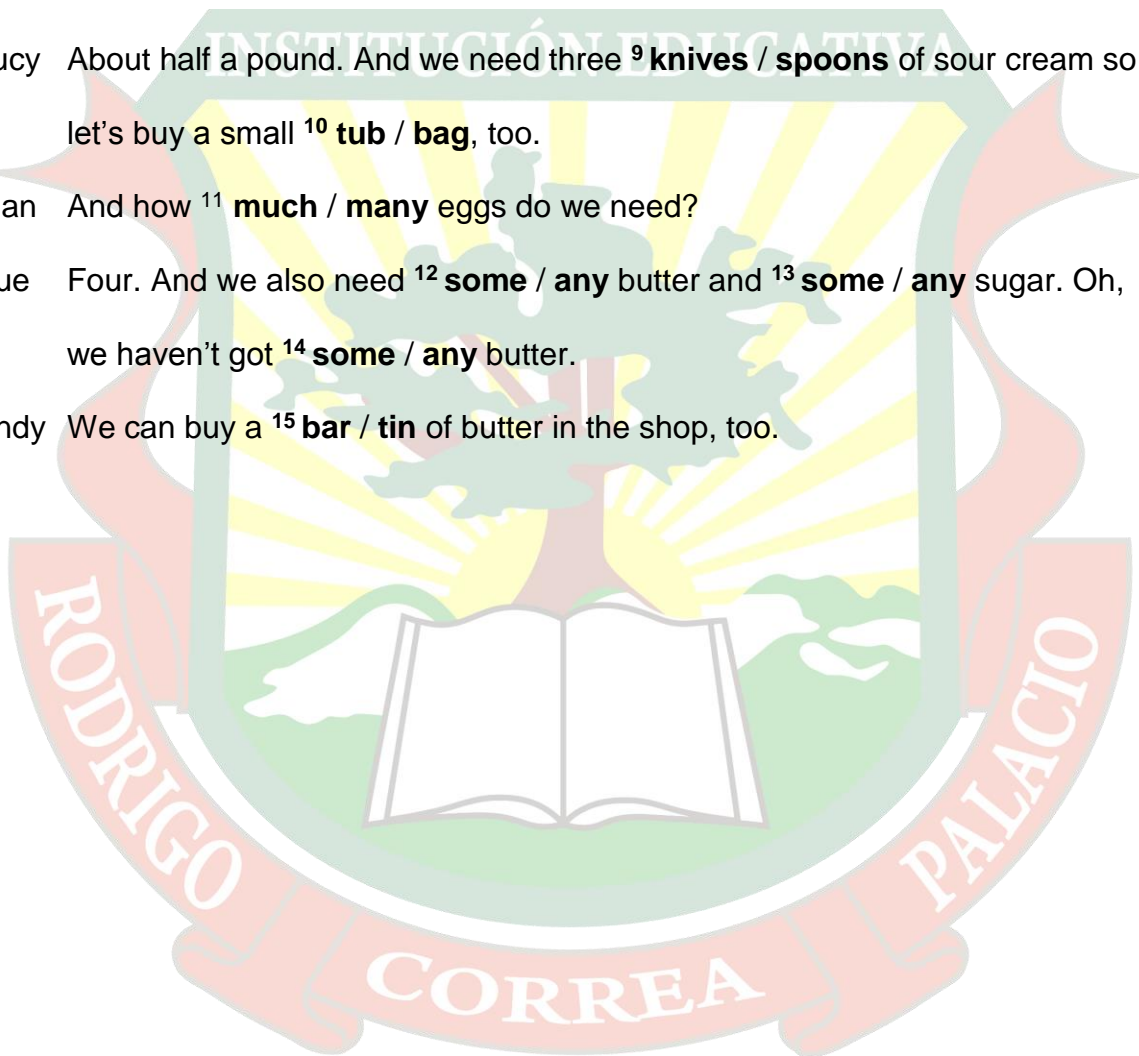 INSTITUCIÓN EDUCATIVA
ucy About half a pound. And we need three 9 knives / spoons of sour cream so
let's buy a small 10 tub / bag, too.
an And how 11 much / many eggs do we need?
ue Four. And we also need 12 some / any butter and 13 some / any sugar. Oh,
we haven't got 14 some / any butter.
ndy We can buy a 15 bar / tin of butter in the shop, too.
RODRIGO
CORREA
PALACIO